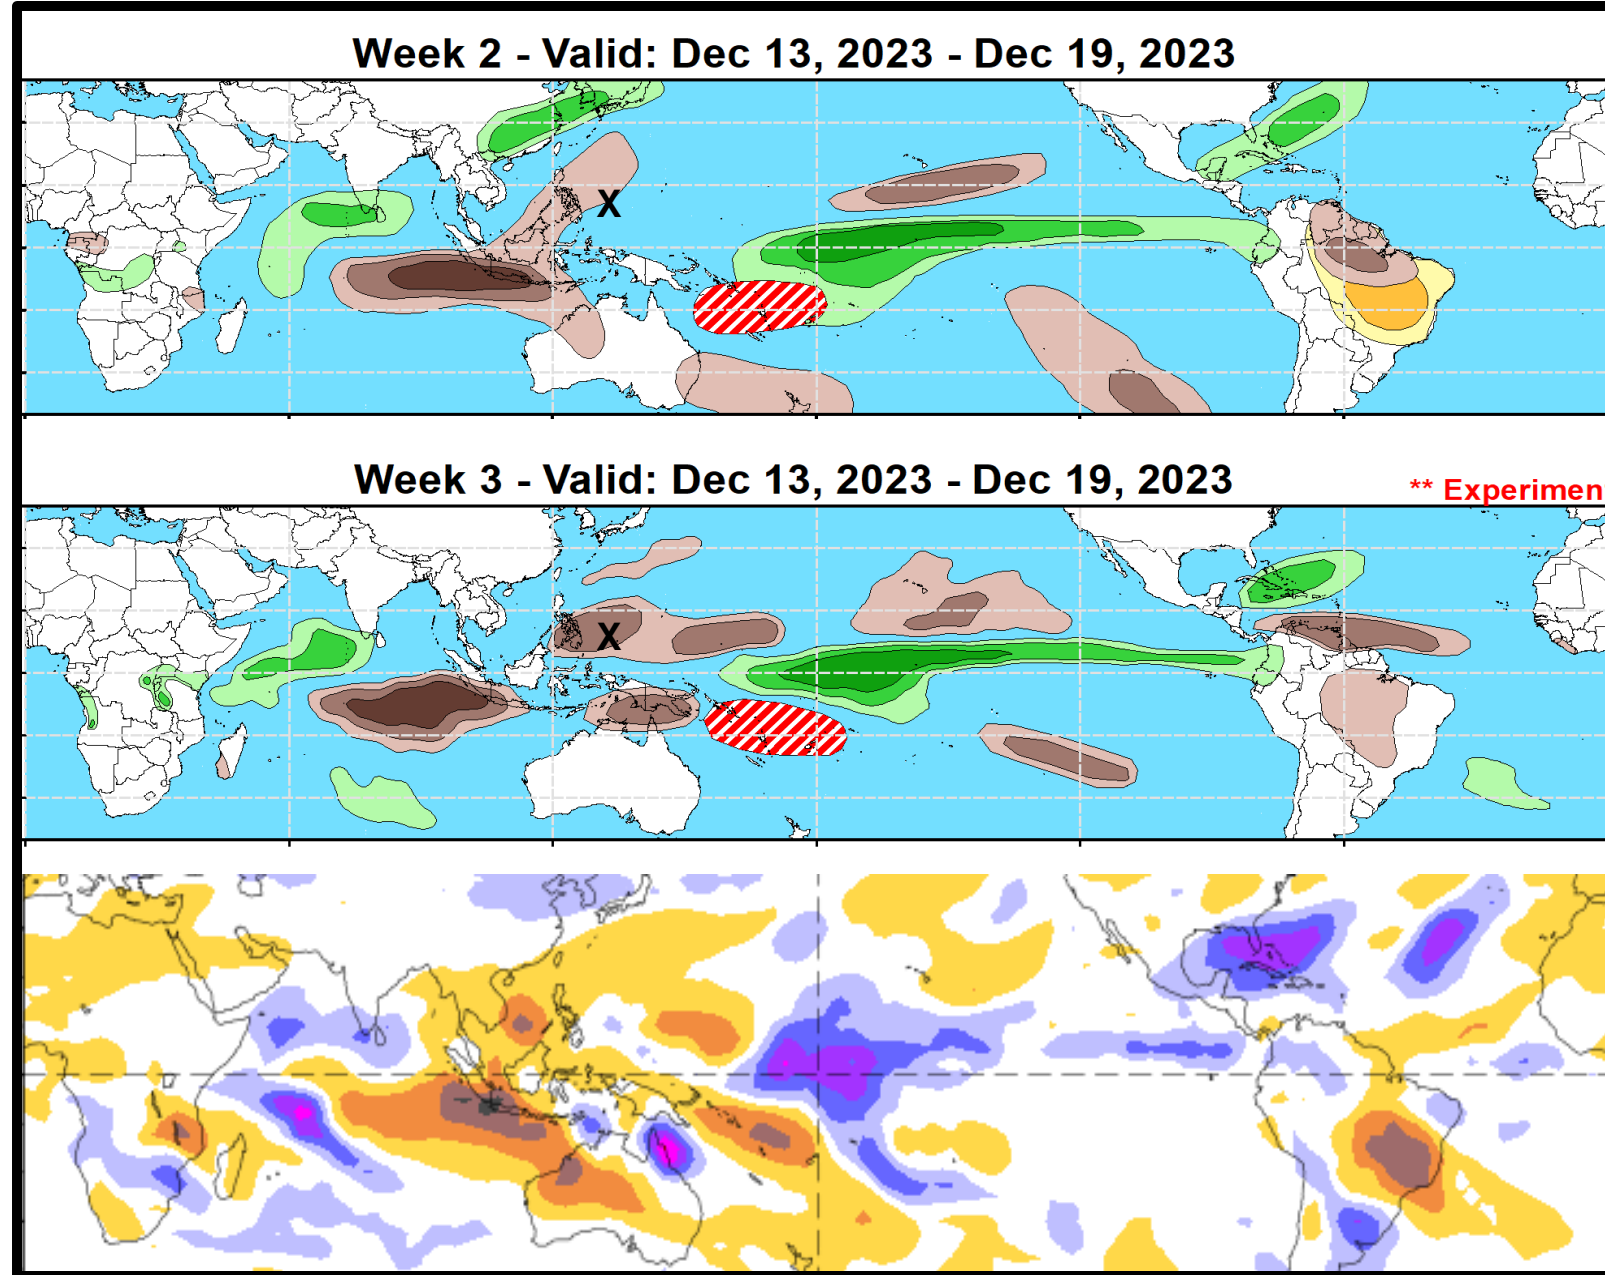 Week 2 - Valid: Dec 13, 2023 - Dec 19, 2023
X
Week 3 - Valid: Dec 13, 2023 - Dec 19, 2023
** Experimen
X